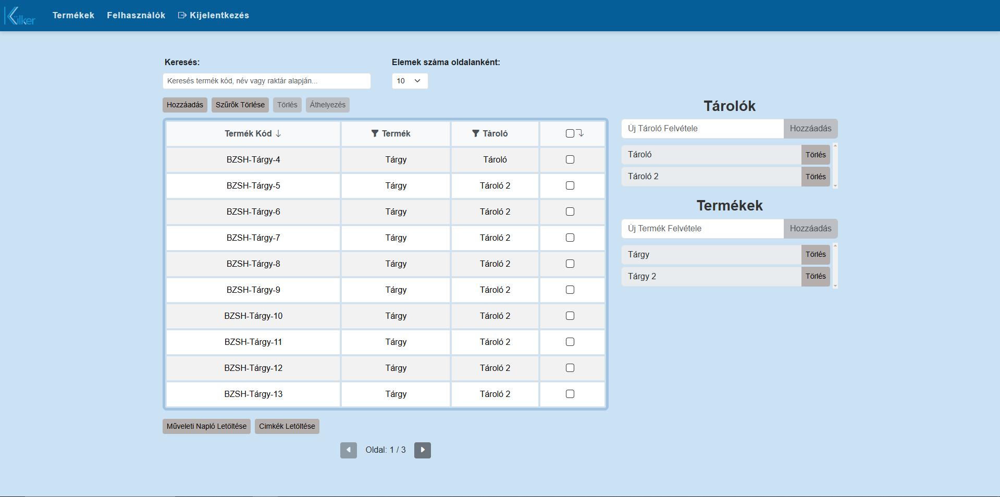 Külker
Termékek Felhasználók Kijelentkezés
Keresés:
Elemek száma oldalanként:
Keresés termék kód, név vagy raktár alapján...
10
Hozzáadás Szűrők Törlése Törlés Áthelyezés
Termék Kód Termék Tároló
BZSH-Tárgy-4 Tárgy Tároló
BZSH-Tárgy-5 Tárgy Tároló 2
BZSH-Tárgy-6 Tárgy Tároló 2
BZSH-Tárgy-7 Tárgy Tároló 2
BZSH-Tárgy-8 Tárgy Tároló 2
BZSH-Tárgy-9 Tárgy Tároló 2
BZSH-Tárgy-10 Tárgy Tároló 2
BZSH-Tárgy-11 Tárgy Tároló 2
BZSH-Tárgy-12 Tárgy Tároló 2
BZSH-Tárgy-13 Tárgy Tároló 2
Műveleti Napló Letöltése Cimkék Letöltése
Oldal: 1 / 3
Tárolók
Új Tároló Felvétele Hozzáadás
Tároló Törlés
Tároló 2 Törlés
Termékek
Új Termék Felvétele Hozzáadás
Tárgy Törlés
Tárgy 2 Törlés